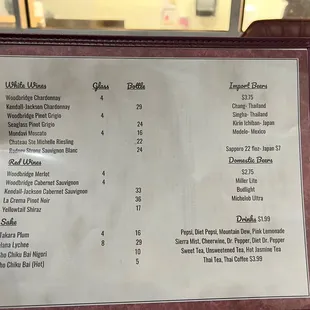 White Wines Glass Bottle
Woodbridge Chardonnay 4
Kendall-Jackson Chardonnay 29
Woodbridge Pinot Grigio 4
Seaglass Pinot Grigio 24
Mondavi Moscato 4 16
Chateau Ste Michelle Riesling 22
Rodney Strong Sauvignon Blanc 24
Red Wines
Woodbridge Merlot 4
Woodbridge Cabernet Sauvignon 4
Kendall-Jackson Cabernet Sauvignon 33
La Crema Pinot Noir 36
Yellowtail Shiraz 17
Sake
Takara Plum 4 16
Hana Lychee 8 29
Sho Chiku Bai Nigori 10
ho Chiku Bai (Hot) 5
Import Beers
$3.75
Chang- Thailand
Singha- Thailand
Kirin Ichiban- Japan
Modelo- Mexico
Sapporo 22 floz- Japan $7
Domestic Beers
$2.75
Miller Lite
Budlight
Michelob Ultra
Drinks $1.99
Pepsi, Diet Pepsi, Mountain Dew, Pink Lemonade
Sierra Mist, Cheerwine, Dr. Pepper, Diet Dr. Pepper
Sweet Tea, Unsweetened Tea, Hot Jasmine Tea
Thai Tea, Thai Coffee $3.99